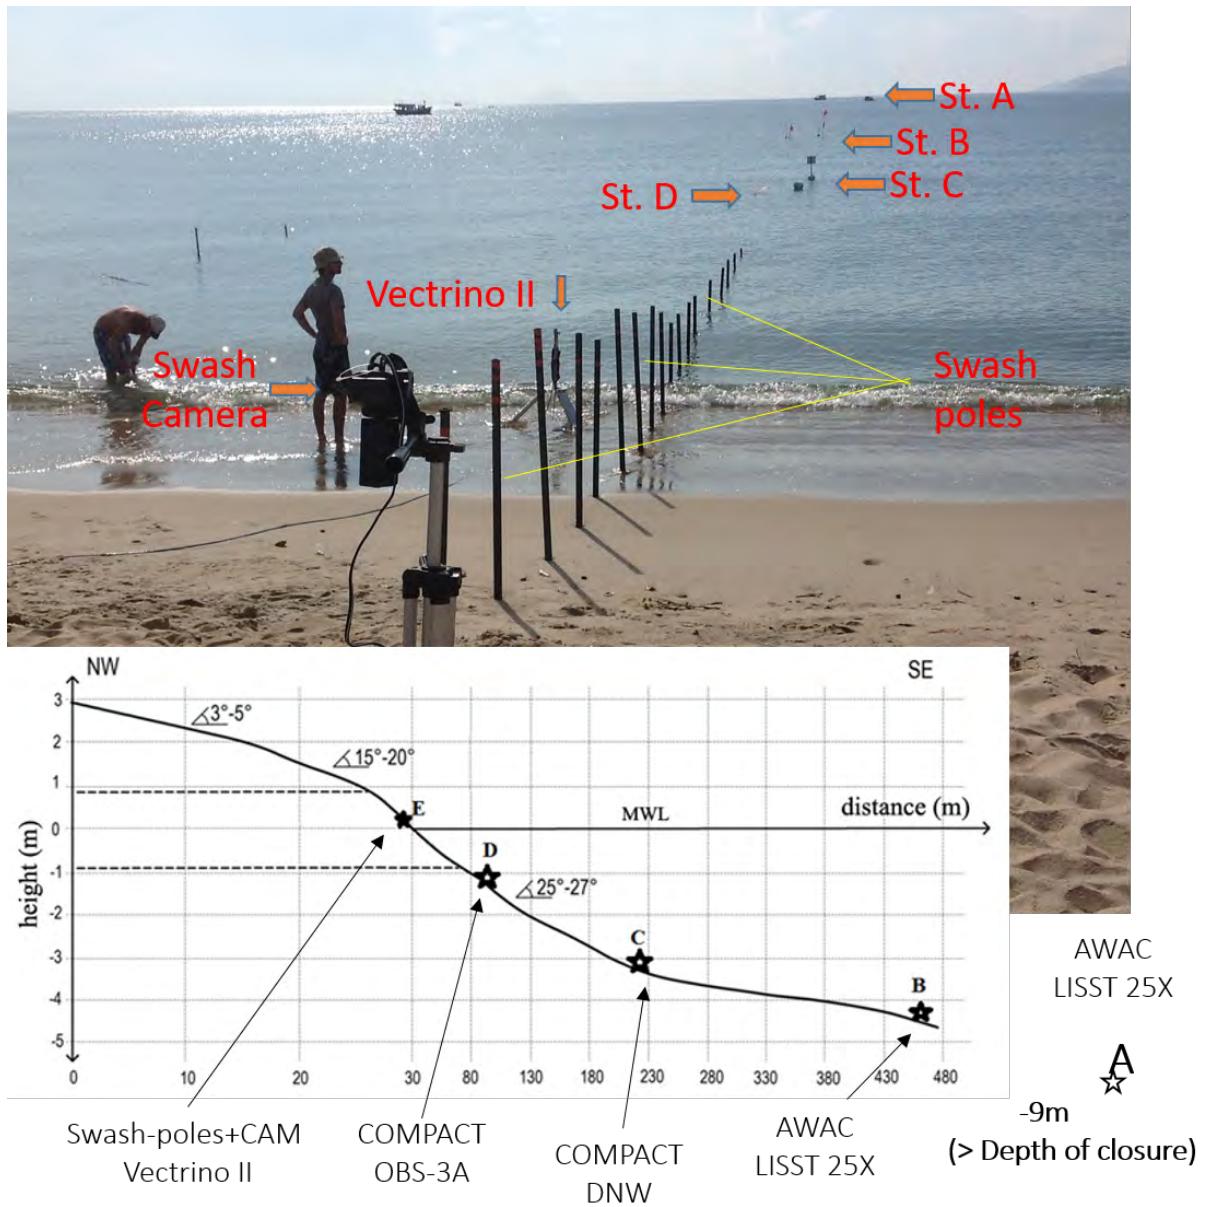 St. A
St. B
St. C
St. D
Vectrino II
Swash
Camera
Swash
poles
NW
SE
3
2
1
0
-1
-2
-3
-4
-5
height (m)
3°-5°
15°-20°
25°-27°
E
D
C
B
MWL
distance (m)
0 10 20 30 80 130 180 230 280 330 380 430 480
Swash-poles+CAM
Vectrino II
COMPACT
OBS-3A
COMPACT
DNW
AWAC
LISST 25X
AWAC
LISST 25X
A
-9m
(> Depth of closure)